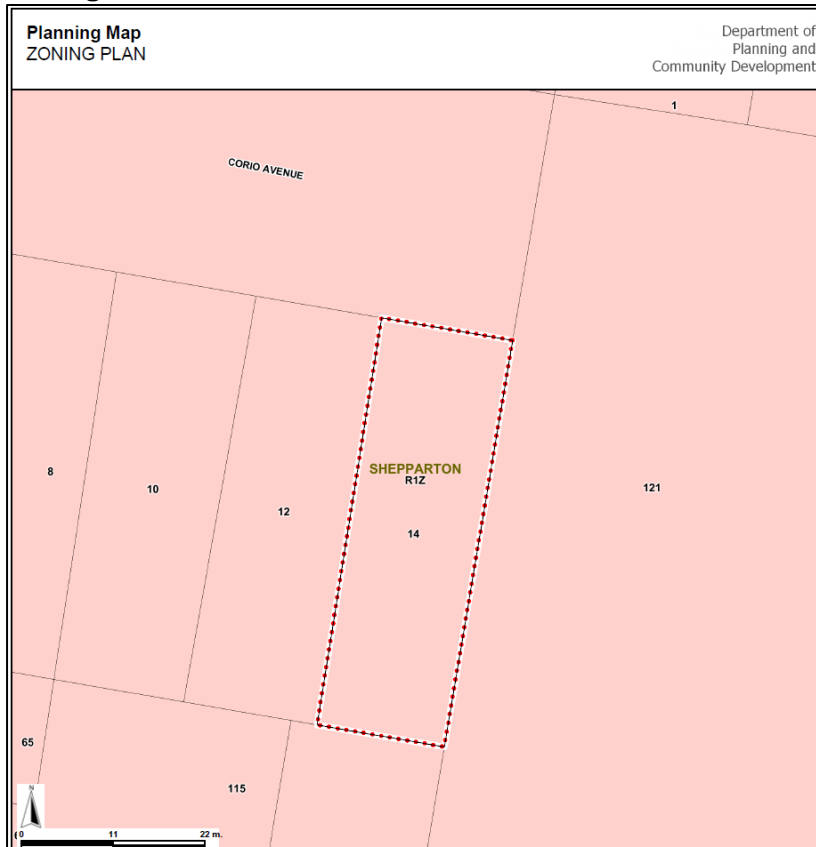 Planning Map
ZONING PLAN
Department of
Planning and
Community Development
1
CORIO AVENUE
SHEPPARTON
R1Z
8
10
12
14
121
65
115
N
0 11 22 m.